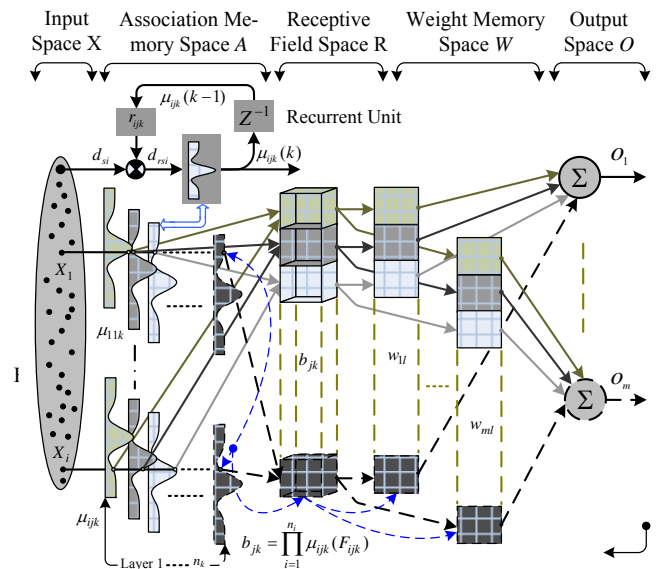 Input
Space X
Association Me-
mory Space A
Receptive
Field Space R
Weight Memory
Space W
Output
Space O
μijk(k−1)
rijk
Z⁻¹
Recurrent Unit
dsi
drsi
μijk(k)
Σ
o1
X1
μ11k
bjk
w1l
wml
Σ
om
Xi
μijk
Layer 1
nk
bjk = ∏_{i=1}^{ni} μijk(Fijk)